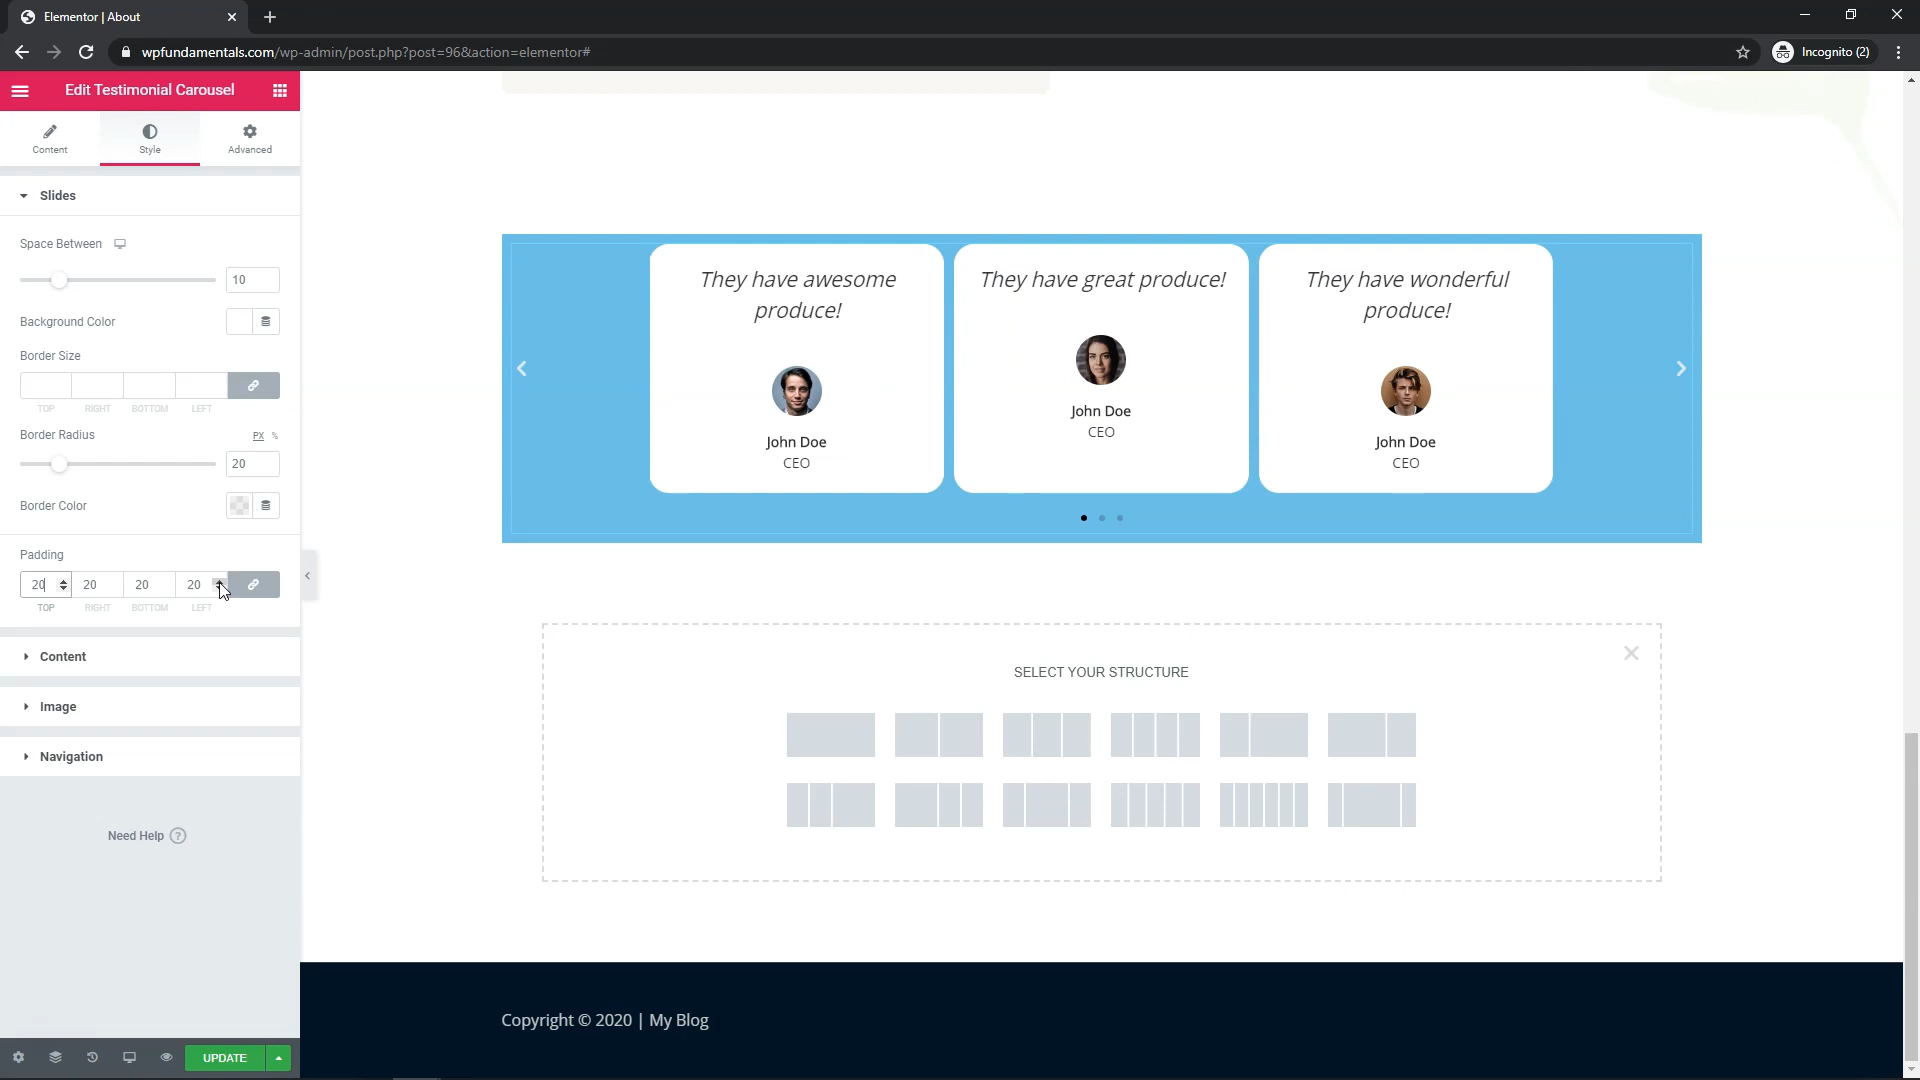 Elementor | About
wpfundamentals.com/wp-admin/post.php?post=96&action=elementor#
Incognito (2)
Edit Testimonial Carousel
Content
Style
Advanced
Slides
Space Between
10
Background Color
Border Size
TOP RIGHT BOTTOM LEFT
Border Radius
PX %
20
Border Color
Padding
20 20 20 20
TOP RIGHT BOTTOM LEFT
Content
Image
Navigation
Need Help ?
UPDATE
They have awesome
produce!
John Doe
CEO
They have great produce!
John Doe
CEO
They have wonderful
produce!
John Doe
CEO
SELECT YOUR STRUCTURE
Copyright © 2020 | My Blog